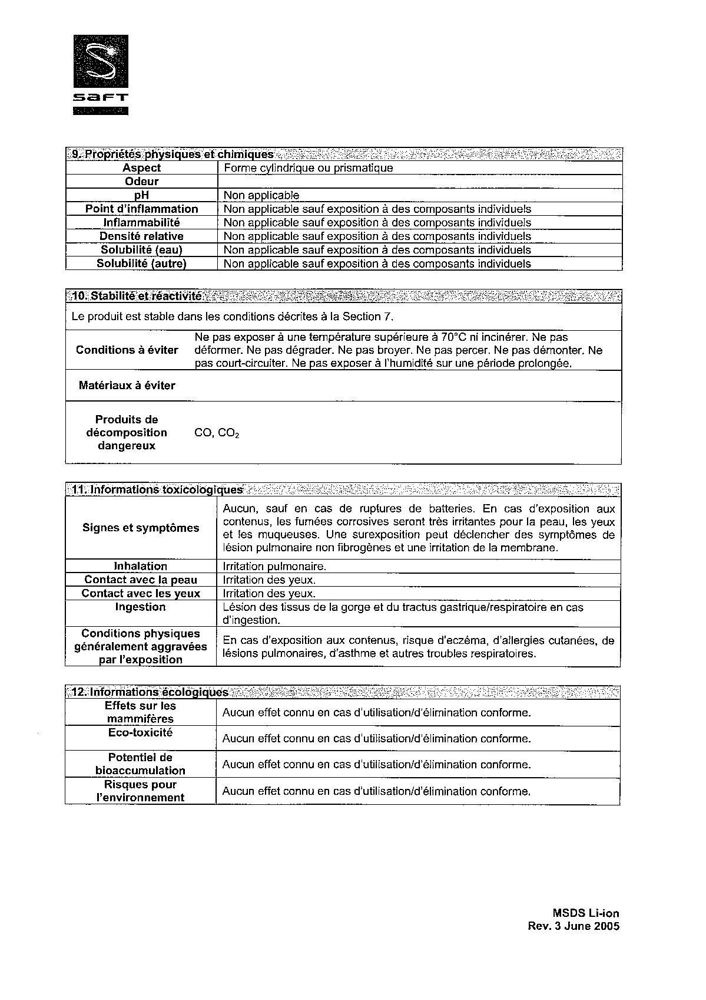 SAFT
9. Propriétés physiques et chimiques
Aspect Forme cylindrique ou prismatique
Odeur
pH Non applicable
Point d'inflammation Non applicable sauf exposition à des composants individuels
Inflammabilité Non applicable sauf exposition à des composants individuels
Densité relative Non applicable sauf exposition à des composants individuels
Solubilité (eau) Non applicable sauf exposition à des composants individuels
Solubilité (autre) Non applicable sauf exposition à des composants individuels
10. Stabilité et réactivité
Le produit est stable dans les conditions décrites à la Section 7.
Conditions à éviter
Ne pas exposer à une température supérieure à 70°C ni incinérer. Ne pas
déformer. Ne pas dégrader. Ne pas broyer. Ne pas percer. Ne pas démonter. Ne
pas court-circuiter. Ne pas exposer à l'humidité sur une période prolongée.
Matériaux à éviter
Produits de
décomposition
dangereux
CO, CO₂
11. Informations toxicologiques
Signes et symptômes
Aucun, sauf en cas de ruptures de batteries. En cas d'exposition aux
contenus, les fumées corrosives seront très irritantes pour la peau, les yeux
et les muqueuses. Une surexposition peut déclencher des symptômes de
lésion pulmonaire non fibrogènes et une irritation de la membrane.
Inhalation Irritation pulmonaire.
Contact avec la peau Irritation des yeux.
Contact avec les yeux Irritation des yeux.
Ingestion Lésion des tissus de la gorge et du tractus gastrique/respiratoire en cas
d'ingestion.
Conditions physiques
généralement aggravées
par l'exposition
En cas d'exposition aux contenus, risque d'eczéma, d'allergies cutanées, de
lésions pulmonaires, d'asthme et autres troubles respiratoires.
12. Informations écologiques
Effets sur les
mammifères
Aucun effet connu en cas d'utilisation/d'élimination conforme.
Eco-toxicité
Aucun effet connu en cas d'utilisation/d'élimination conforme.
Potentiel de
bioaccumulation
Aucun effet connu en cas d'utilisation/d'élimination conforme.
Risques pour
l'environnement
Aucun effet connu en cas d'utilisation/d'élimination conforme.
MSDS Li-ion
Rev. 3 June 2005